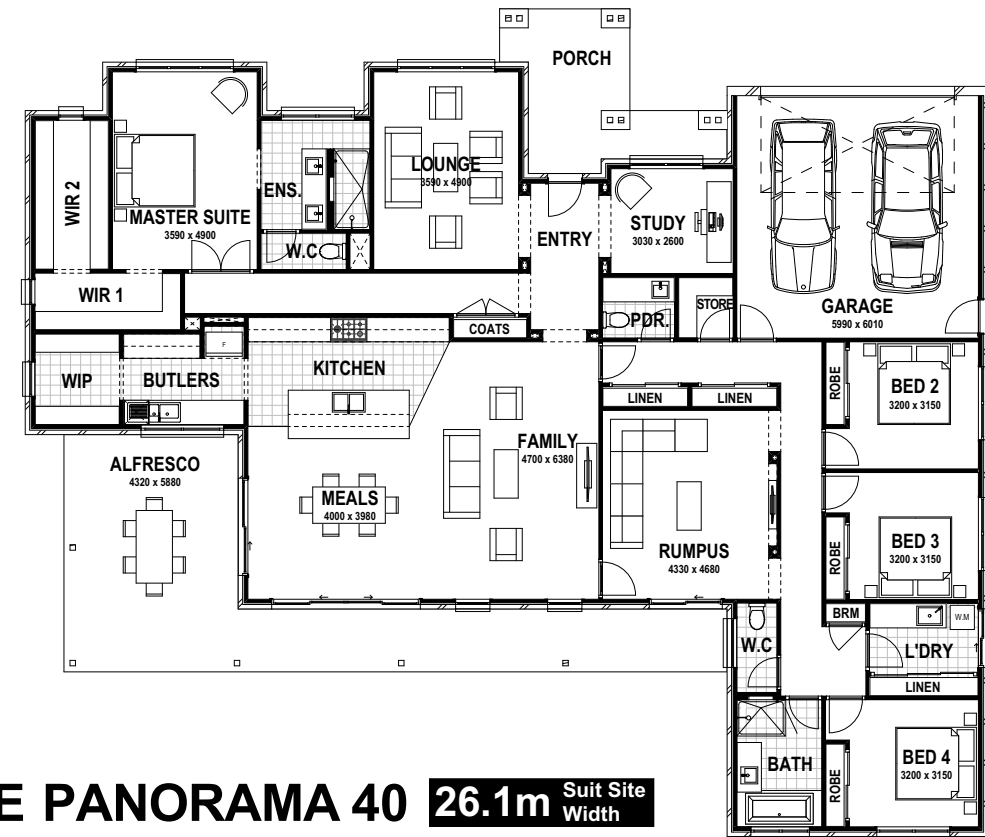 PORCH
WIR 2
MASTER SUITE
3590 x 4900
ENS.
W.C
LOUNGE
3590 x 4900
ENTRY
STUDY
3030 x 2600
GARAGE
5990 x 6010
WIR 1
COATS
PDR.
STORE
F
WIP
BUTLERS
KITCHEN
LINEN
LINEN
ROBE
BED 2
3200 x 3150
ALFRESCO
4320 x 5880
MEALS
4000 x 3980
FAMILY
4700 x 6380
RUMPUS
4330 x 4680
ROBE
BED 3
3200 x 3150
BRM
W.M
W.C
L'DRY
LINEN
BATH
ROBE
BED 4
3200 x 3150
E PANORAMA 40
26.1m Suit Site
Width